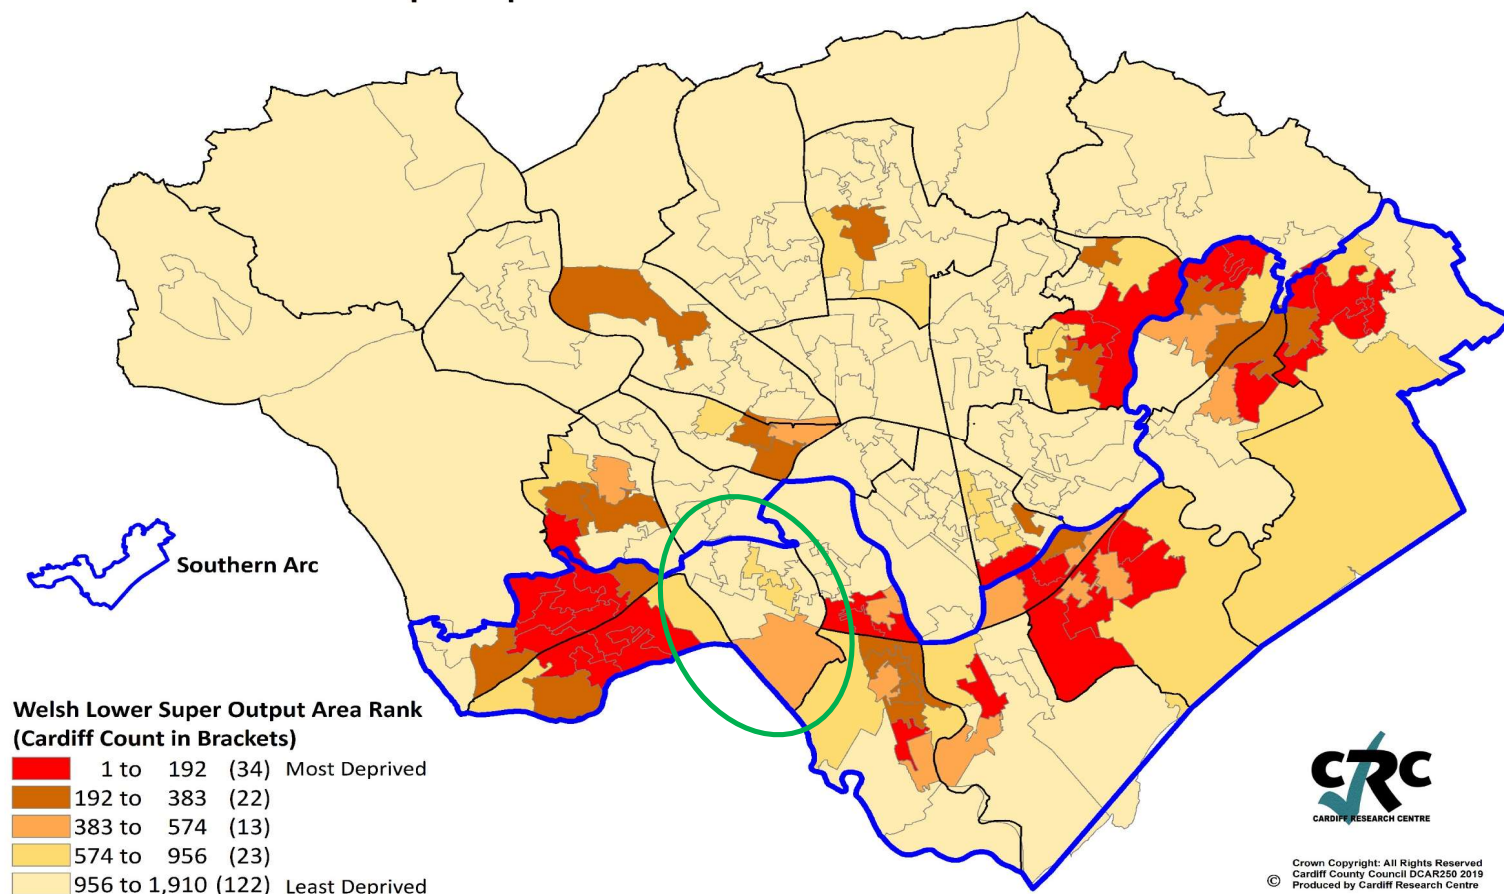 Southern Arc
Welsh Lower Super Output Area Rank
(Cardiff Count in Brackets)
1 to 192 (34) Most Deprived
192 to 383 (22)
383 to 574 (13)
574 to 956 (23)
956 to 1,910 (122) Least Deprived
CRC
CARDIFF RESEARCH CENTRE
Crown Copyright: All Rights Reserved
Cardiff County Council DCAR250 2019
© Produced by Cardiff Research Centre